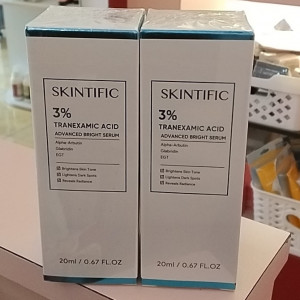 SKINTIFIC
3%
TRANEXAMIC ACID
ADVANCED BRIGHT SERUM
Alpha-Arbutin
Glabridin
EGT
Brightens Skin Tone
Lightens Dark Spots
Reveals Radiance
20ml / 0.67 FL.OZ
SKINTIFIC
3%
TRANEXAMIC ACID
ADVANCED BRIGHT SERUM
Alpha-Arbutin
Glabridin
EGT
Brightens Skin Tone
Lightens Dark Spots
Reveals Radiance
20ml / 0.67 FL.OZ